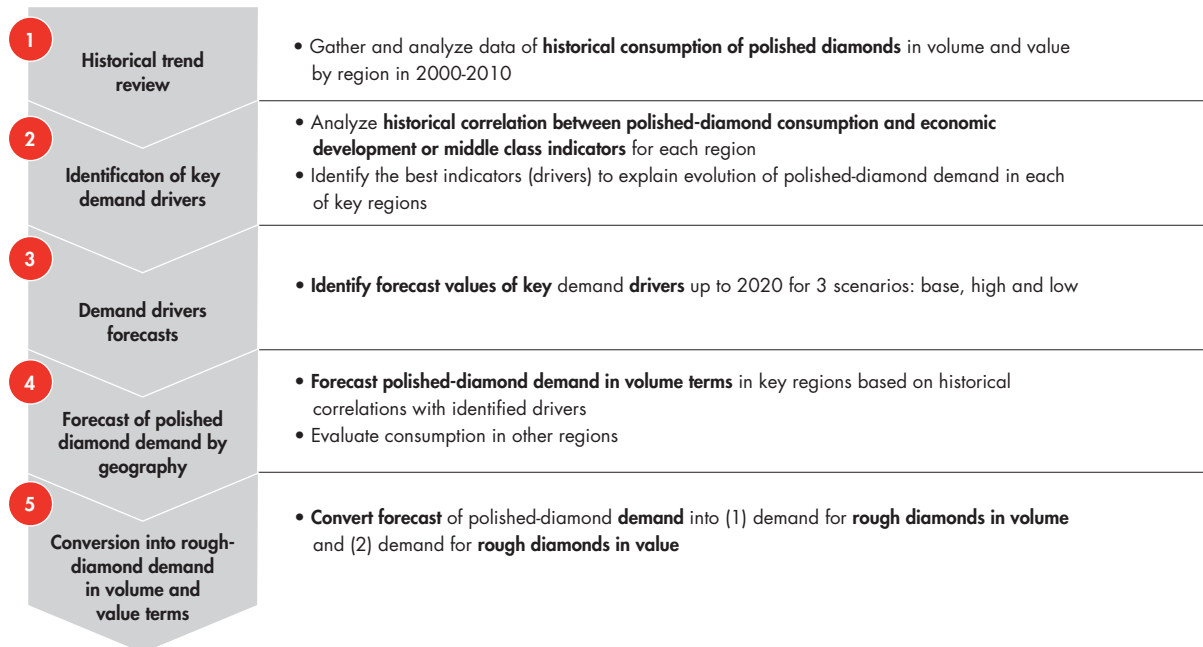 1
Historical trend
review
• Gather and analyze data of historical consumption of polished diamonds in volume and value
by region in 2000-2010
2
Identificaton of key
demand drivers
• Analyze historical correlation between polished-diamond consumption and economic
development or middle class indicators for each region
• Identify the best indicators (drivers) to explain evolution of polished-diamond demand in each
of key regions
3
Demand drivers
forecasts
• Identify forecast values of key demand drivers up to 2020 for 3 scenarios: base, high and low
4
Forecast of polished
diamond demand by
geography
• Forecast polished-diamond demand in volume terms in key regions based on historical
correlations with identified drivers
• Evaluate consumption in other regions
5
Conversion into rough-
diamond demand
in volume and
value terms
• Convert forecast of polished-diamond demand into (1) demand for rough diamonds in volume
and (2) demand for rough diamonds in value